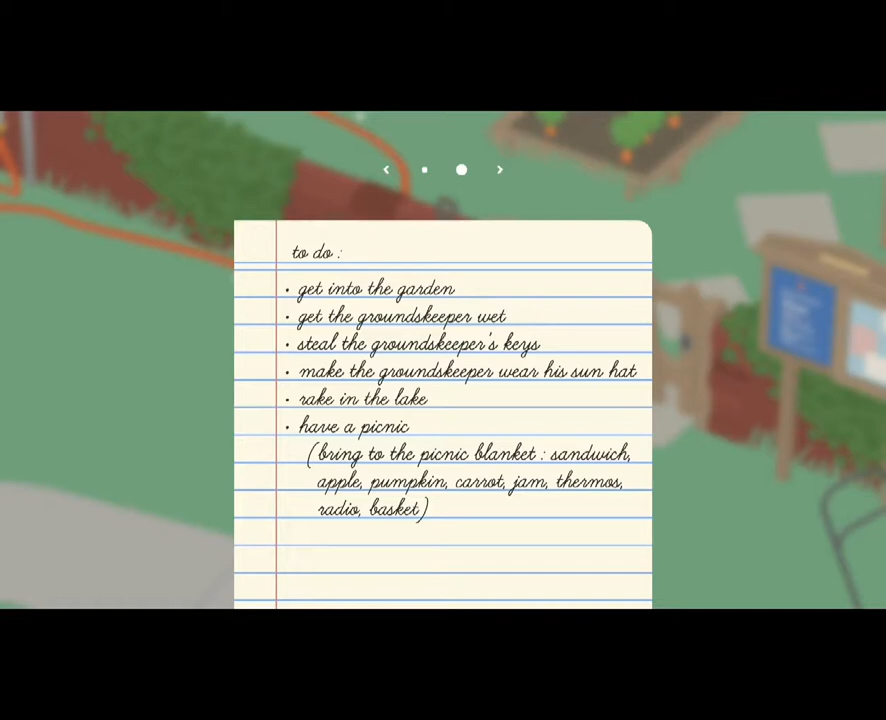 to do :
• get into the garden
• get the groundskeeper wet
• steal the groundskeeper's keys
• make the groundskeeper wear his sun hat
• rake in the lake
• have a picnic
(bring to the picnic blanket : sandwich,
apple, pumpkin, carrot, jam, thermos,
radio, basket)